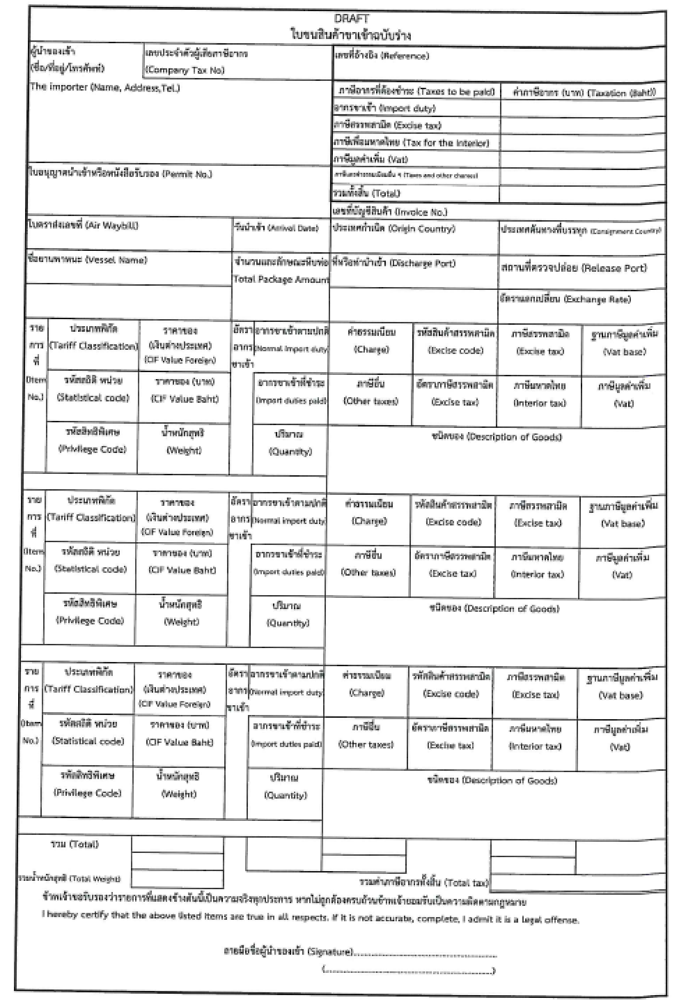 DRAFT
ใบขนสินค้าขาเข้าฉบับร่าง
ผู้นำของเข้า
(ชื่อ/ที่อยู่/โทรศัพท์)
The importer (Name, Address,Tel.)
เลขประจำตัวผู้เสียภาษีอากร
(Company Tax No)
เลขที่อ้างอิง (Reference)
ภาษีอากรที่ต้องชำระ (Taxes to be paid)
ค่าภาษีอากร (บาท) (Taxation (Baht))
อากรขาเข้า (Import duty)
ภาษีสรรพสามิต (Excise tax)
ภาษีเพื่อมหาดไทย (Tax for the Interior)
ภาษีมูลค่าเพิ่ม (Vat)
ภาษีและค่าธรรมเนียมอื่น ๆ (Taxes and other charges)
รวมทั้งสิ้น (Total)
ใบอนุญาตนำเข้าหรือหนังสือรับรอง (Permit No.)
เลขที่บัญชีสินค้า (Invoice No.)
ใบตราส่งเลขที่ (Air Waybill)
วันนำเข้า (Arrival Date)
ประเทศกำเนิด (Origin Country)
ประเทศต้นทางที่บรรทุก (Consignment Country)
ชื่อยานพาหนะ (Vessel Name)
จำนวนและลักษณะหีบห่อ
Total Package Amount
ที่หรือท่านำเข้า (Discharge Port)
สถานที่ตรวจปล่อย (Release Port)
อัตราแลกเปลี่ยน (Exchange Rate)
ราย
การ
ที่
(Item
No.)
ประเภทพิกัด
(Tariff Classification)
ราคาของ
(เงินต่างประเทศ)
(CIF Value Foreign)
อัตรา
อากร
ขาเข้า
อากรขาเข้าตามปกติ
(Normal import duty)
ค่าธรรมเนียม
(Charge)
รหัสสินค้าสรรพสามิต
(Excise code)
ภาษีสรรพสามิต
(Excise tax)
ฐานภาษีมูลค่าเพิ่ม
(Vat base)
รหัสสถิติ หน่วย
(Statistical code)
ราคาของ (บาท)
(CIF Value Baht)
อากรขาเข้าที่ชำระ
(Import duties paid)
ภาษีอื่น
(Other taxes)
อัตราภาษีสรรพสามิต
(Excise tax)
ภาษีมหาดไทย
(Interior tax)
ภาษีมูลค่าเพิ่ม
(Vat)
รหัสสิทธิพิเศษ
(Privilege Code)
น้ำหนักสุทธิ
(Weight)
ปริมาณ
(Quantity)
ชนิดของ (Description of Goods)
ราย
การ
ที่
(Item
No.)
ประเภทพิกัด
(Tariff Classification)
ราคาของ
(เงินต่างประเทศ)
(CIF Value Foreign)
อัตรา
อากร
ขาเข้า
อากรขาเข้าตามปกติ
(Normal import duty)
ค่าธรรมเนียม
(Charge)
รหัสสินค้าสรรพสามิต
(Excise code)
ภาษีสรรพสามิต
(Excise tax)
ฐานภาษีมูลค่าเพิ่ม
(Vat base)
รหัสสถิติ หน่วย
(Statistical code)
ราคาของ (บาท)
(CIF Value Baht)
อากรขาเข้าที่ชำระ
(Import duties paid)
ภาษีอื่น
(Other taxes)
อัตราภาษีสรรพสามิต
(Excise tax)
ภาษีมหาดไทย
(Interior tax)
ภาษีมูลค่าเพิ่ม
(Vat)
รหัสสิทธิพิเศษ
(Privilege Code)
น้ำหนักสุทธิ
(Weight)
ปริมาณ
(Quantity)
ชนิดของ (Description of Goods)
ราย
การ
ที่
(Item
No.)
ประเภทพิกัด
(Tariff Classification)
ราคาของ
(เงินต่างประเทศ)
(CIF Value Foreign)
อัตรา
อากร
ขาเข้า
อากรขาเข้าตามปกติ
(Normal import duty)
ค่าธรรมเนียม
(Charge)
รหัสสินค้าสรรพสามิต
(Excise code)
ภาษีสรรพสามิต
(Excise tax)
ฐานภาษีมูลค่าเพิ่ม
(Vat base)
รหัสสถิติ หน่วย
(Statistical code)
ราคาของ (บาท)
(CIF Value Baht)
อากรขาเข้าที่ชำระ
(Import duties paid)
ภาษีอื่น
(Other taxes)
อัตราภาษีสรรพสามิต
(Excise tax)
ภาษีมหาดไทย
(Interior tax)
ภาษีมูลค่าเพิ่ม
(Vat)
รหัสสิทธิพิเศษ
(Privilege Code)
น้ำหนักสุทธิ
(Weight)
ปริมาณ
(Quantity)
ชนิดของ (Description of Goods)
รวม (Total)
รวมน้ำหนักสุทธิ (Total Weight)
รวมค่าภาษีอากรทั้งสิ้น (Total tax)
ข้าพเจ้าขอรับรองว่ารายการที่แสดงข้างต้นนี้เป็นความจริงทุกประการ หากไม่ถูกต้องครบถ้วนข้าพเจ้ายอมรับเป็นความผิดตามกฎหมาย
I hereby certify that the above listed items are true in all respects. If it is not accurate, complete, I admit it is a legal offense.
ลายมือชื่อผู้นำของเข้า (Signature)..................................................
(..................................................)